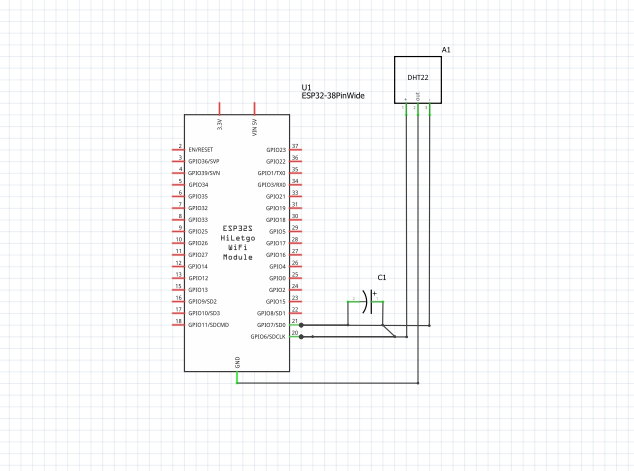 A1
DHT22
OUT
U1
ESP32-38PinWide
3.3V
VIN 5V
2 EN/RESET GPIO23 37
3 GPIO36/SVP GPIO22 36
4 GPIO39/SVN GPIO1/TX0 35
5 GPIO34 GPIO3/RX0 34
6 GPIO35 GPIO21 33
7 GPIO32 GPIO19 31
8 GPIO33 GPIO18 30
9 GPIO25 GPIO5 29
10 GPIO26 GPIO17 28
11 GPIO27 GPIO16 27
12 GPIO14 GPIO4 26
13 GPIO12 GPIO0 25
15 GPIO13 GPIO2 24
16 GPIO9/SD2 GPIO15 23
17 GPIO10/SD3 GPIO8/SD1 22
18 GPIO11/SDCMD GPIO7/SD0 21
GPIO6/SDCLK 20
ESP32S
HiLetgo
WiFi
Module
C1
+
GND